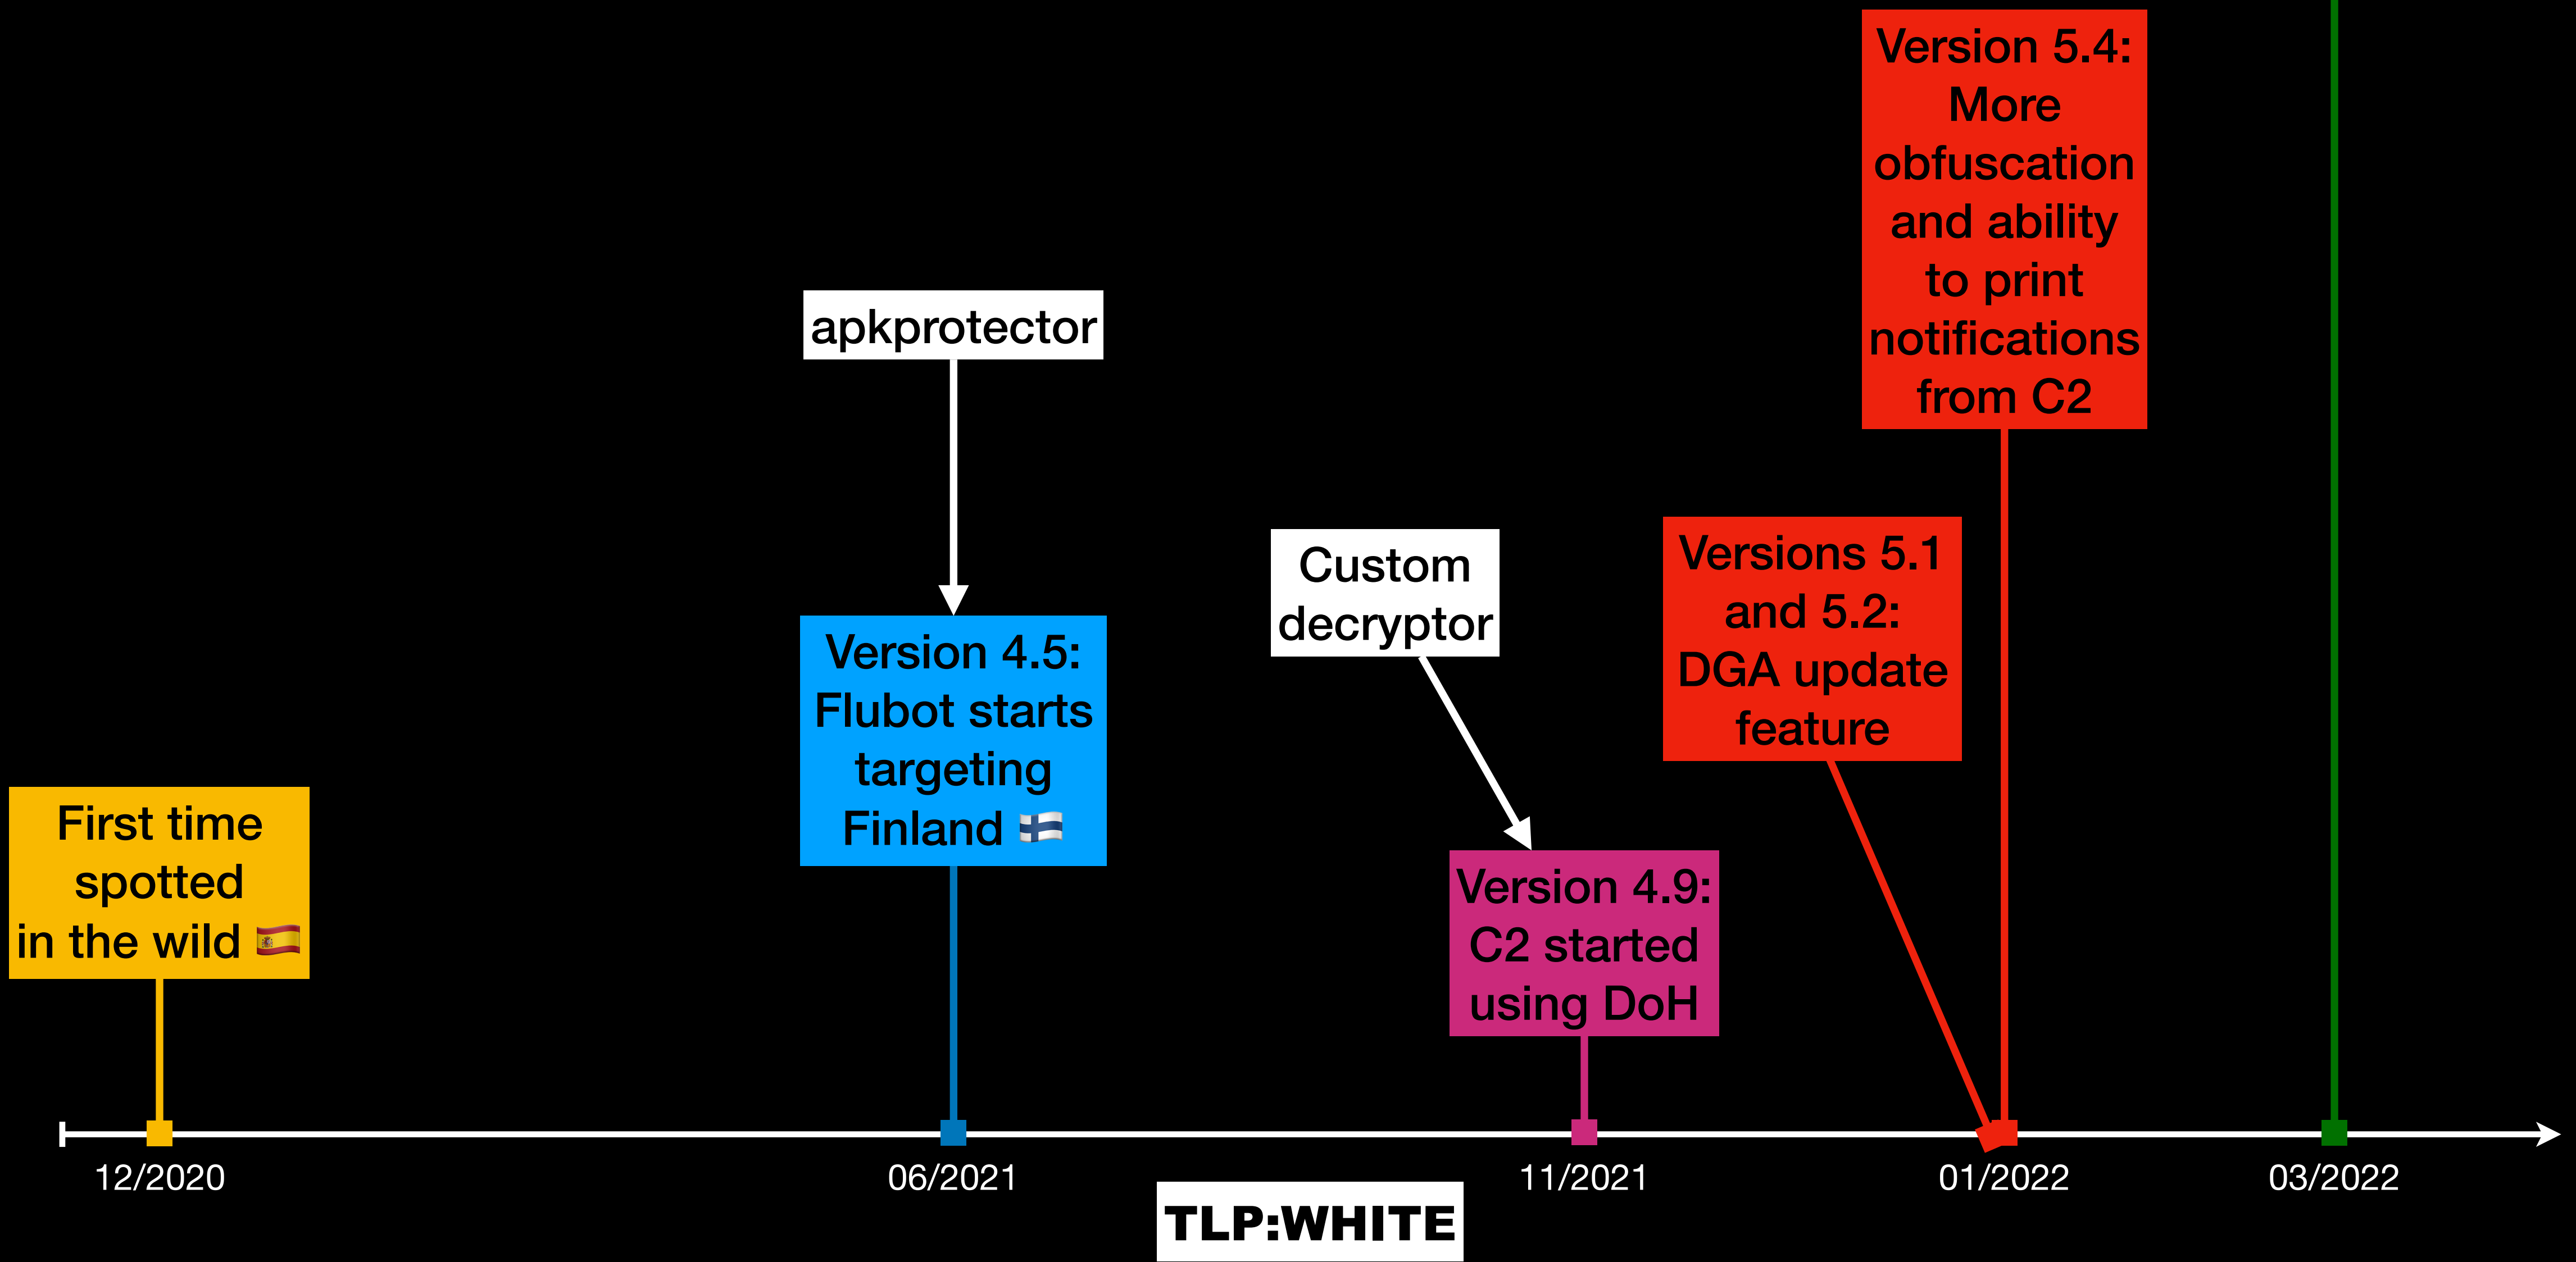 First time
spotted
in the wild 🇪🇸
apkprotector
Version 4.5:
Flubot starts
targeting
Finland 🇫🇮
Custom
decryptor
Version 4.9:
C2 started
using DoH
Versions 5.1
and 5.2:
DGA update
feature
Version 5.4:
More
obfuscation
and ability
to print
notifications
from C2
12/2020
06/2021
11/2021
01/2022
03/2022
TLP:WHITE